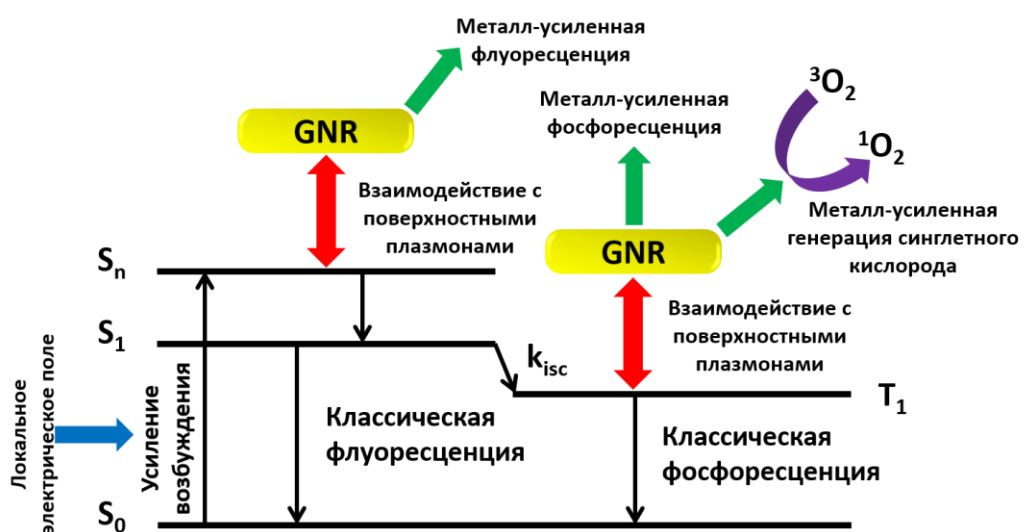 Металл-усиленная
флуоресценция
GNR
Взаимодействие с
поверхностными
плазмонами
Металл-усиленная
фосфоресценция
³O₂
¹O₂
Металл-усиленная
генерация синглетного
кислорода
GNR
Взаимодействие с
поверхностными
плазмонами
Sₙ
S₁
kᵢₛc
T₁
Локальное
электрическое поле
Усиление
возбуждения
Классическая
флуоресценция
Классическая
фосфоресценция
S₀